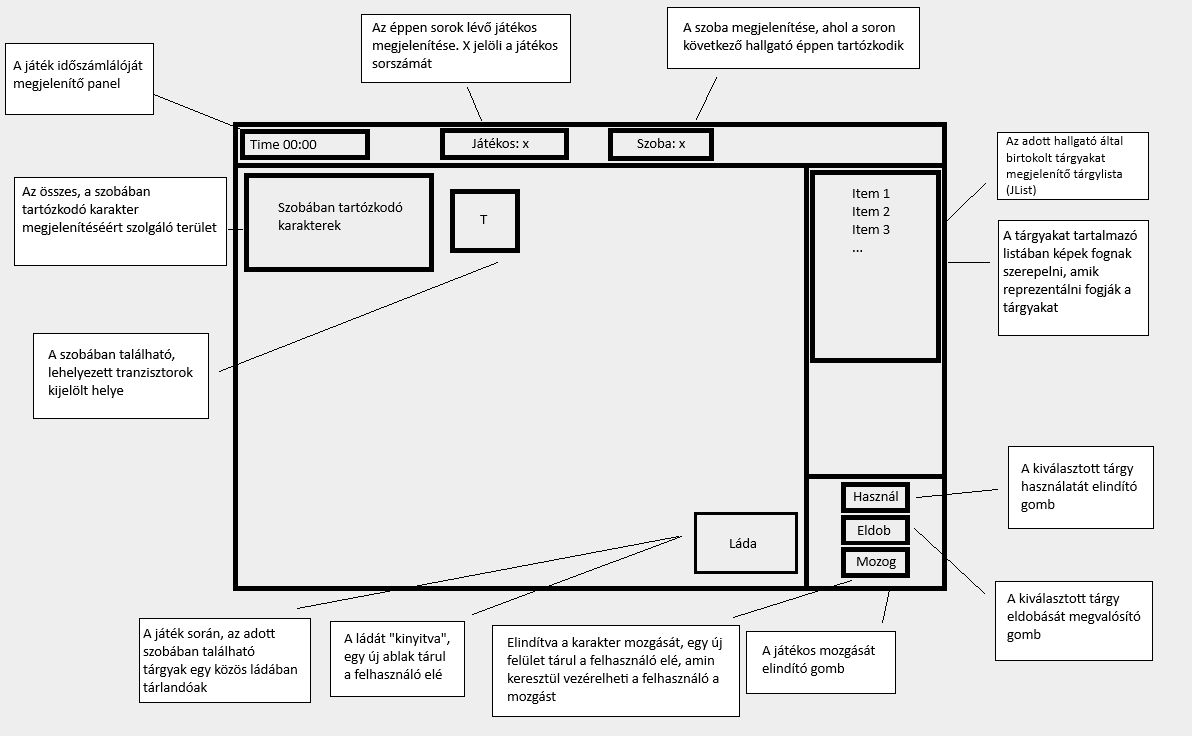 Az éppen sorok lévő játékos
megjelenítése. X jelöli a játékos
sorszámát
A szoba megjelenítése, ahol a soron
következő hallgató éppen tartózkodik
A játék időszámlálóját
megjelenítő panel
Time 00:00
Játékos: x
Szoba: x
Az adott hallgató által
birtokolt tárgyakat
megjelenítő tárgylista
(JList)
Az összes, a szobában
tartózkodó karakter
megjelenítéséért szolgáló terület
Szobában tartózkodó
karakterek
T
Item 1
Item 2
Item 3
...
A tárgyakat tartalmazó
listában képek fognak
szerepelni, amik
reprezentálni fogják a
tárgyakat
A szobában található,
lehelyezett tranzisztorok
kijelölt helye
A kiválasztott tárgy
használatát elindító
gomb
Használ
Eldob
Mozog
Láda
A kiválasztott tárgy
eldobását megvalósító
gomb
A játék során, az adott
szobában található
tárgyak egy közös ládában
tárlandóak
A ládát "kinyitva",
egy új ablak tárul
a felhasználó elé
Elindítva a karakter mozgását, egy új
felület tárul a felhasználó elé, amin
keresztül vezérelheti a felhasználó a
mozgást
A játékos mozgását
elindító gomb